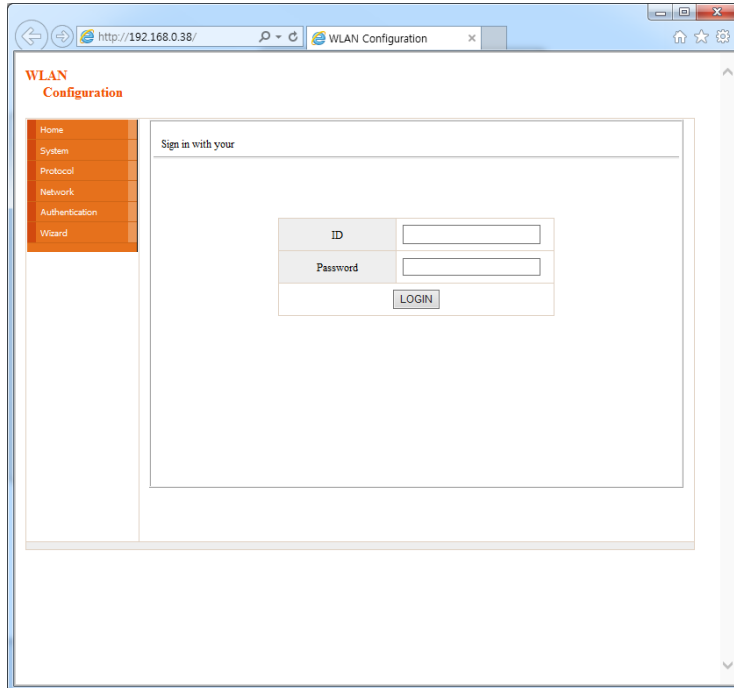 http://192.168.0.38/
WLAN Configuration
WLAN
Configuration
Home
System
Protocol
Network
Authentication
Wizard
Sign in with your
ID
Password
LOGIN